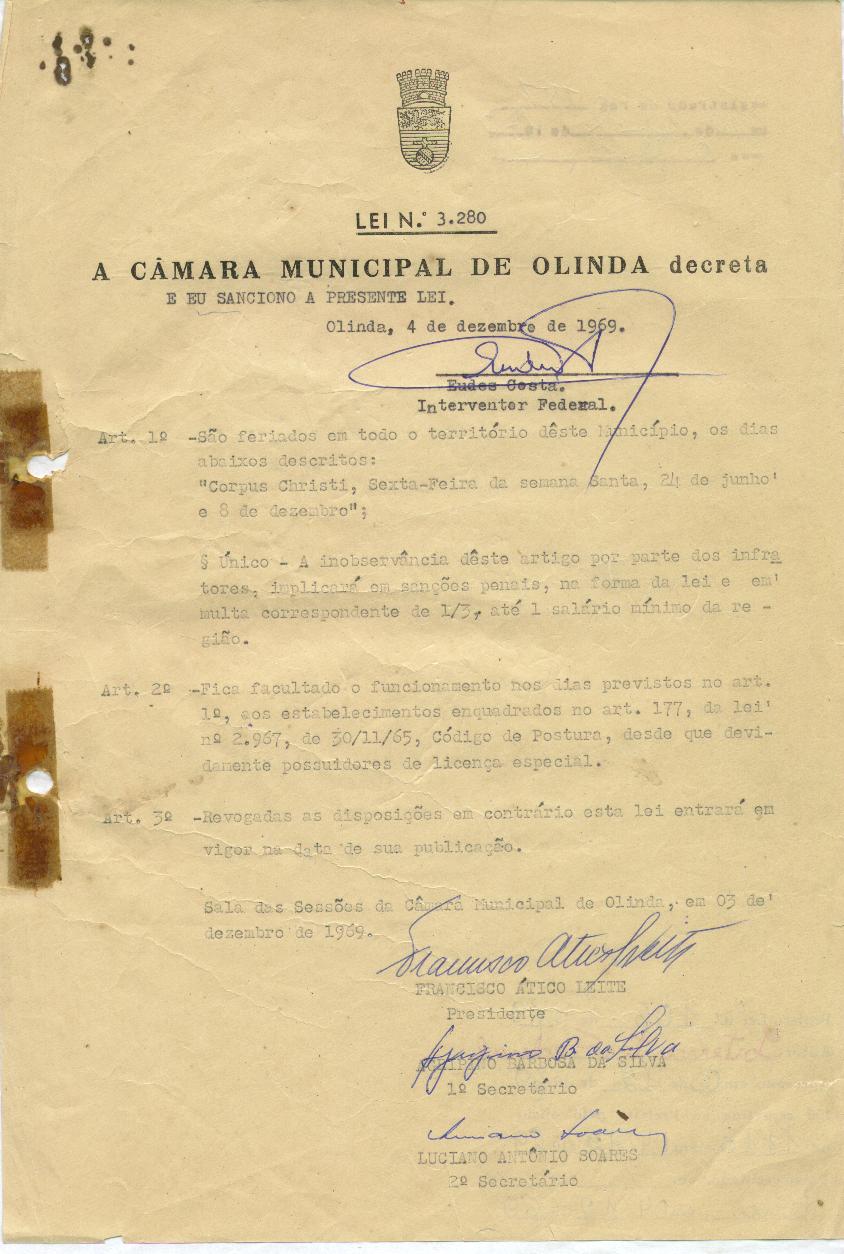 LEI N.º 3.280
A CÂMARA MUNICIPAL DE OLINDA decreta
E EU SANCIONO A PRESENTE LEI.
Olinda, 4 de dezembro de 1969.
Eudes Costa.
Interventor Federal.
Art. 1º -São feriados em todo o território dêste Município, os dias
abaixos descritos:
"Corpus Christi, Sexta-Feira da semana Santa, 24 de junho'
e 8 de dezembro";
§ Único - A inobservância dêste artigo por parte dos infra
tores, implicará em sanções penais, na forma da lei e em'
multa correspondente de 1/3, até 1 salário mínimo da re -
gião.
Art. 2º -Fica facultado o funcionamento nos dias previstos no art.
1º, aos estabelecimentos enquadrados no art. 177, da lei'
nº 2.967, de 30/11/65, Código de Postura, desde que devi-
damente possuidores de licença especial.
Art. 3º -Revogadas as disposições em contrário esta lei entrará em
vigor na data de sua publicação.
Sala das Sessões da Câmara Municipal de Olinda, em 03 de'
dezembro de 1969.
Francisco Atico Leite
FRANCISCO ÁTICO LEITE
Presidente
B da Silva
BARBOSA DA SILVA
1º Secretário
Luciano Soares
LUCIANO ANTÔNIO SOARES
2º Secretário